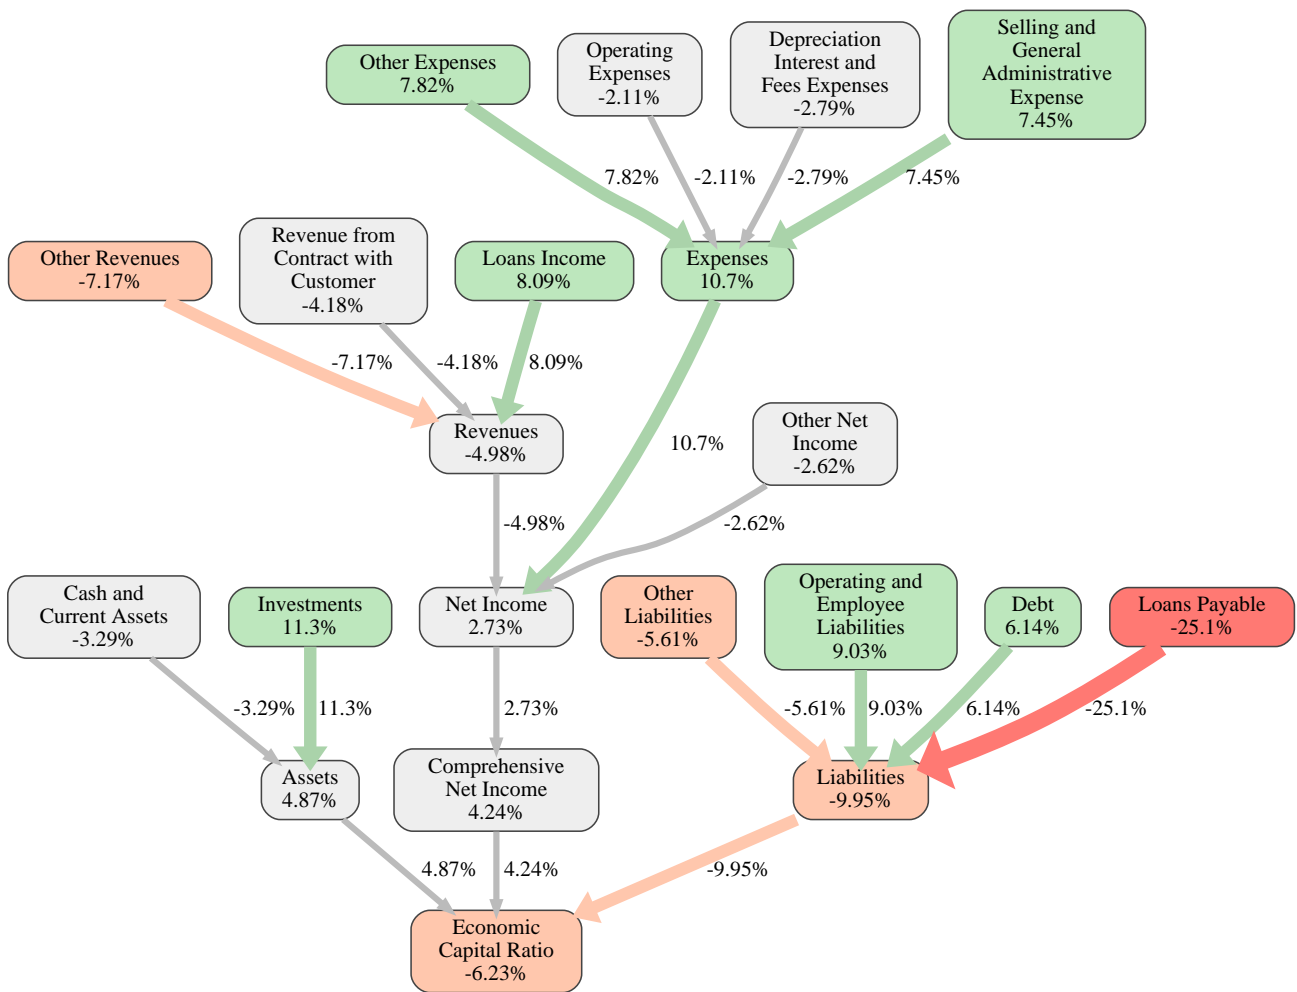 Other Expenses
7.82%
Operating
Expenses
-2.11%
Depreciation
Interest and
Fees Expenses
-2.79%
Selling and
General
Administrative
Expense
7.45%
7.82%
-2.11%
-2.79%
7.45%
Other Revenues
-7.17%
Revenue from
Contract with
Customer
-4.18%
Loans Income
8.09%
Expenses
10.7%
-7.17%
-4.18%
8.09%
Revenues
-4.98%
10.7%
Other Net
Income
-2.62%
-4.98%
-2.62%
Cash and
Current Assets
-3.29%
Investments
11.3%
Net Income
2.73%
Other
Liabilities
-5.61%
Operating and
Employee
Liabilities
9.03%
Debt
6.14%
Loans Payable
-25.1%
-3.29%
11.3%
2.73%
-5.61%
9.03%
6.14%
-25.1%
Assets
4.87%
Comprehensive
Net Income
4.24%
Liabilities
-9.95%
4.87%
4.24%
-9.95%
Economic
Capital Ratio
-6.23%